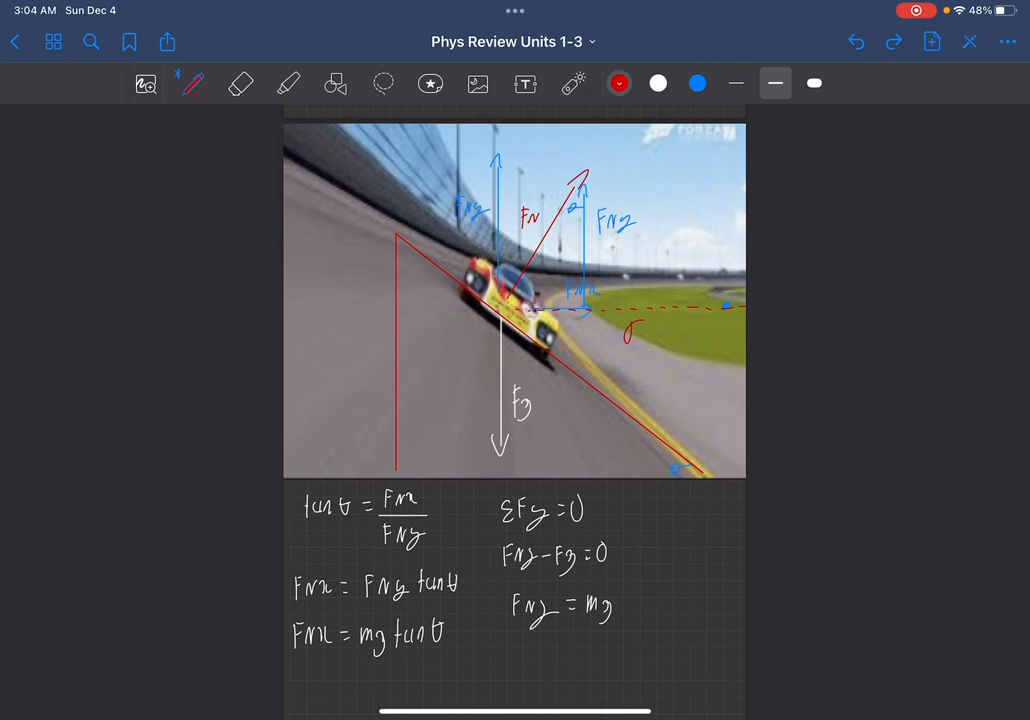 3:04 AM Sun Dec 4
48%
Phys Review Units 1-3
FORZA
FNy
FN
θ
FNy
FNx
r
Fg
θ
tan θ = FNx / FNy
ΣFy = 0
FNy - Fg = 0
FNx = FNy tan θ
FNy = mg
FNx = mg tan θ